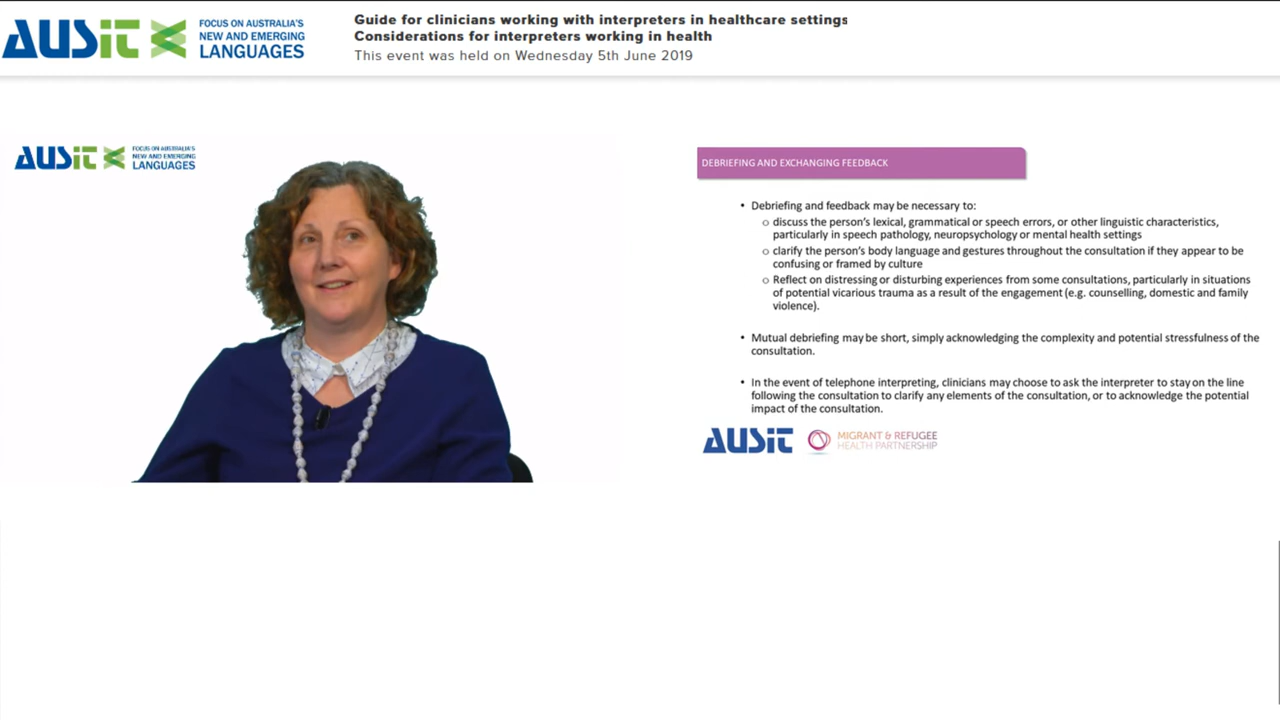 AUSiT
FOCUS ON AUSTRALIA'S
NEW AND EMERGING
LANGUAGES
Guide for clinicians working with interpreters in healthcare settings
Considerations for interpreters working in health
This event was held on Wednesday 5th June 2019
AUSiT
FOCUS ON AUSTRALIA'S
NEW AND EMERGING
LANGUAGES
DEBRIEFING AND EXCHANGING FEEDBACK
• Debriefing and feedback may be necessary to:
o discuss the person's lexical, grammatical or speech errors, or other linguistic characteristics,
particularly in speech pathology, neuropsychology or mental health settings
o clarify the person's body language and gestures throughout the consultation if they appear to be
confusing or framed by culture
o Reflect on distressing or disturbing experiences from some consultations, particularly in situations
of potential vicarious trauma as a result of the engagement (e.g. counselling, domestic and family
violence).
• Mutual debriefing may be short, simply acknowledging the complexity and potential stressfulness of the
consultation.
• In the event of telephone interpreting, clinicians may choose to ask the interpreter to stay on the line
following the consultation to clarify any elements of the consultation, or to acknowledge the potential
impact of the consultation.
AUSiT
MIGRANT & REFUGEE
HEALTH PARTNERSHIP